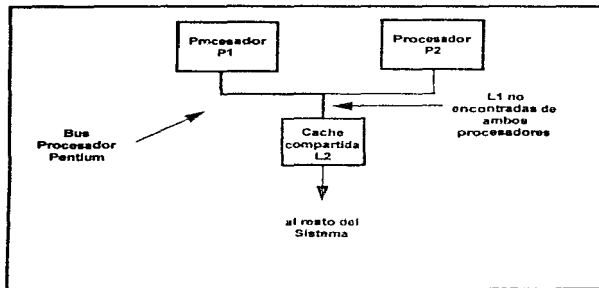 Procesador
P1
Procesador
P2
L1 no
encontradas de
ambos
procesadores
Bus
Procesador
Pentium
Cache
compartida
L2
al resto del
Sistema